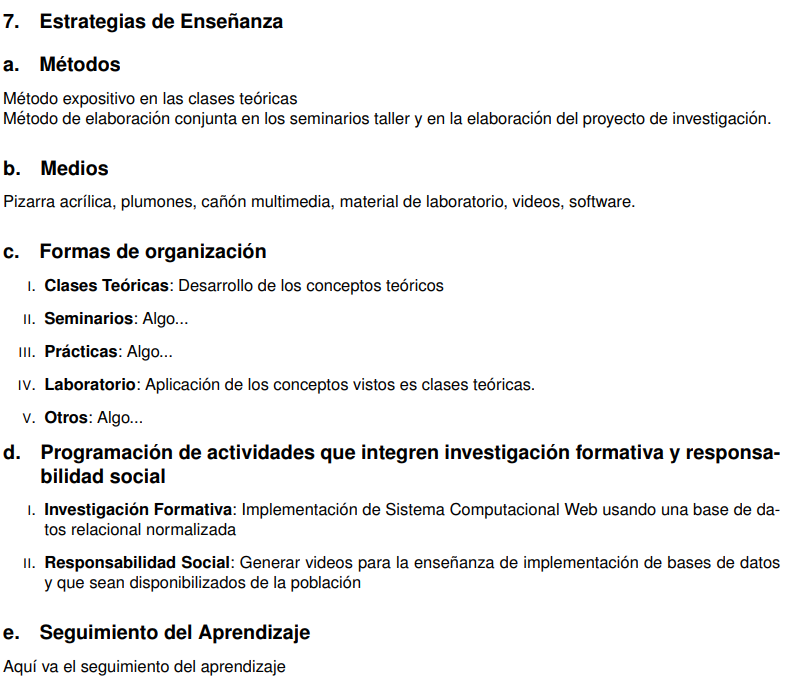 7. Estrategias de Enseñanza
a. Métodos
Método expositivo en las clases teóricas
Método de elaboración conjunta en los seminarios taller y en la elaboración del proyecto de investigación.
b. Medios
Pizarra acrílica, plumones, cañón multimedia, material de laboratorio, videos, software.
c. Formas de organización
I. Clases Teóricas: Desarrollo de los conceptos teóricos
II. Seminarios: Algo...
III. Prácticas: Algo...
IV. Laboratorio: Aplicación de los conceptos vistos es clases teóricas.
V. Otros: Algo...
d. Programación de actividades que integren investigación formativa y responsa-
bilidad social
I. Investigación Formativa: Implementación de Sistema Computacional Web usando una base de da-
tos relacional normalizada
II. Responsabilidad Social: Generar videos para la enseñanza de implementación de bases de datos
y que sean disponibilizados de la población
e. Seguimiento del Aprendizaje
Aquí va el seguimiento del aprendizaje